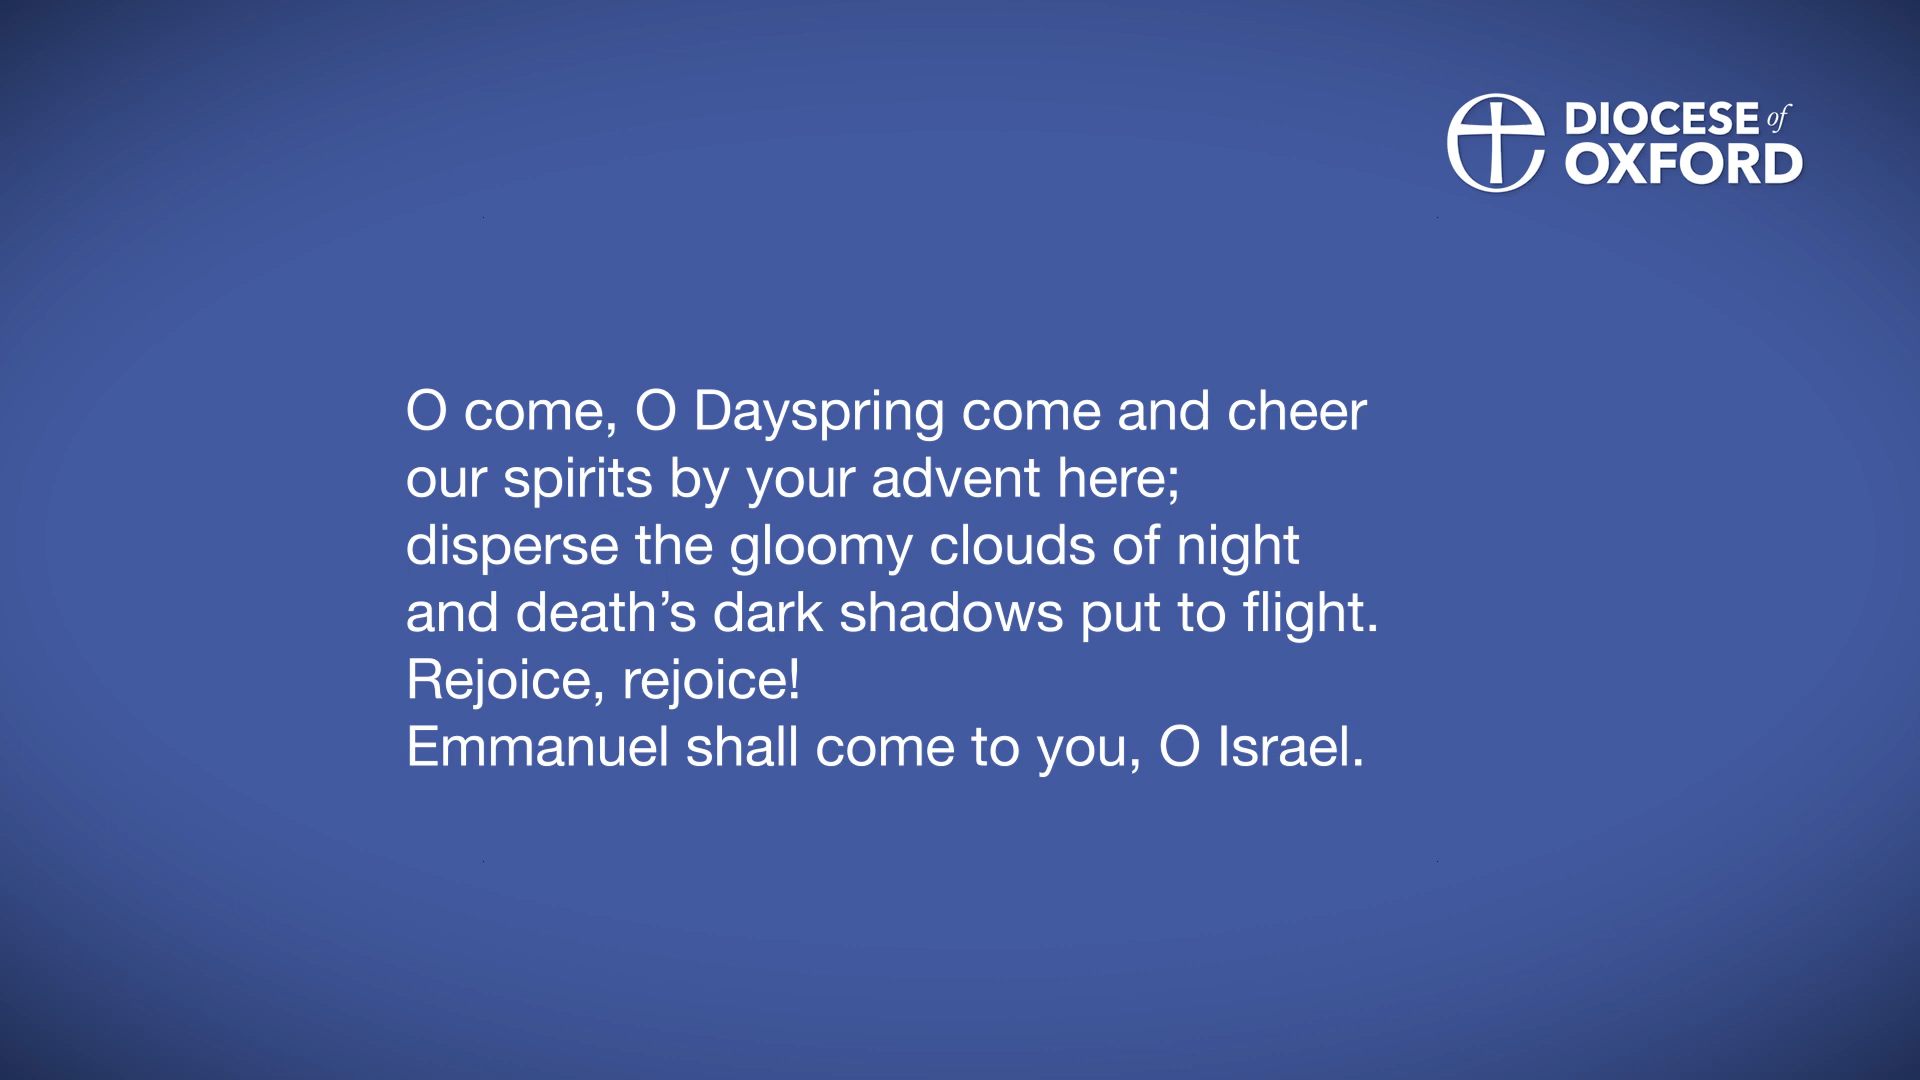 DIOCESE of
OXFORD
O come, O Dayspring come and cheer
our spirits by your advent here;
disperse the gloomy clouds of night
and death’s dark shadows put to flight.
Rejoice, rejoice!
Emmanuel shall come to you, O Israel.